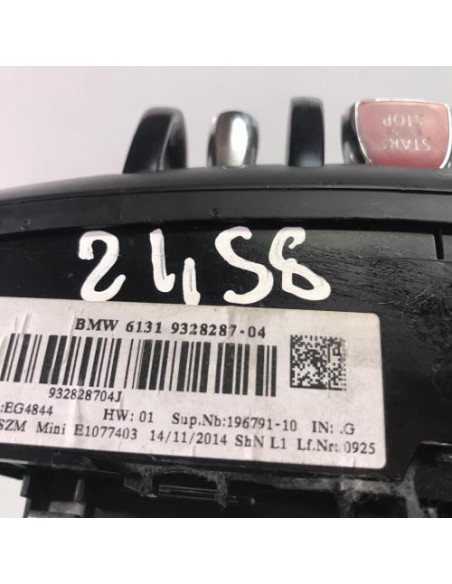 START
STOP
2458
BMW 6131 9328287-04
932828704J
:EG4844 HW: 01 Sup.Nb:196791-10 IN: .G
SZM Mini E1077403 14/11/2014 ShN L1 Lf.Nr: 0925